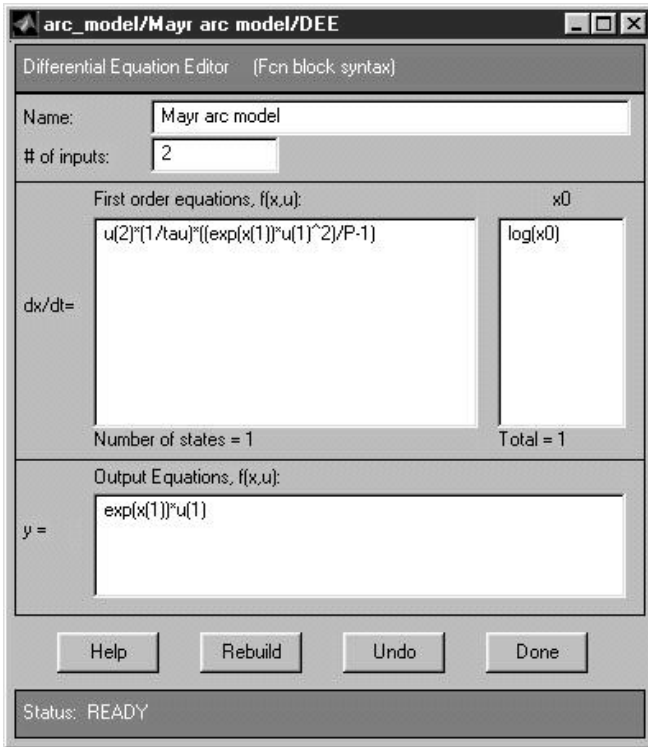 arc_model/Mayr arc model/DEE
Differential Equation Editor (Fcn block syntax)
Name: Mayr arc model
# of inputs: 2
First order equations, f(x,u): x0
u(2)*(1/tau)*((exp(x(1))*u(1)^2)/P-1) log(x0)
dx/dt=
Number of states = 1 Total = 1
Output Equations, f(x,u):
exp(x(1))*u(1)
y =
Help Rebuild Undo Done
Status: READY